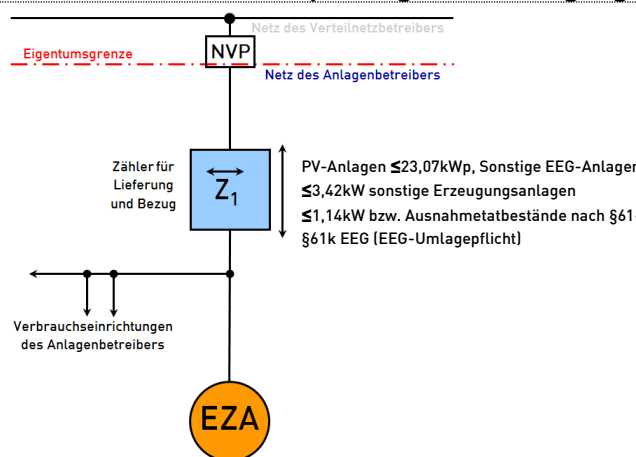 Netz des Verteilnetzbetreibers
NVP
Eigentumsgrenze
Netz des Anlagenbetreibers
Zähler für
Lieferung
und Bezug
Z1
PV-Anlagen ≤23,07kWp, Sonstige EEG-Anlagen
≤3,42kW sonstige Erzeugungsanlagen
≤1,14kW bzw. Ausnahmetatbestände nach §61-
§61k EEG (EEG-Umlagepflicht)
Verbrauchseinrichtungen
des Anlagenbetreibers
EZA